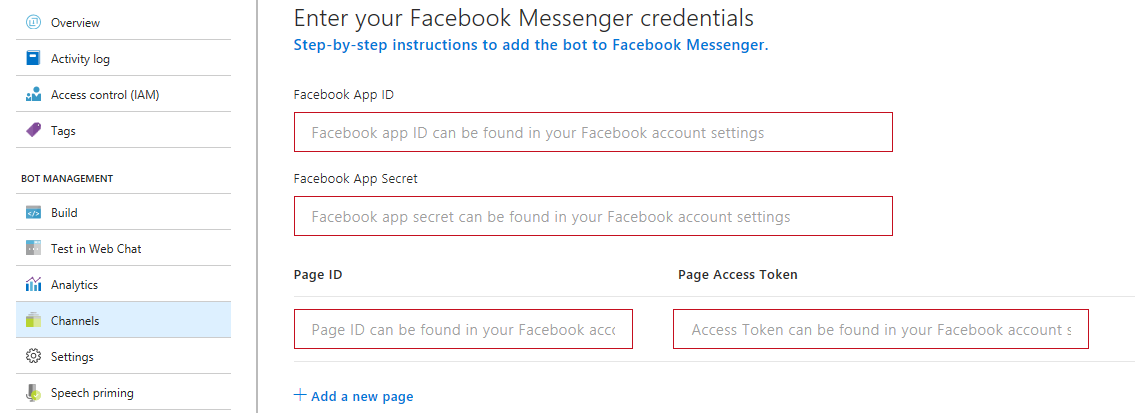 Overview
Activity log
Access control (IAM)
Tags
BOT MANAGEMENT
Build
Test in Web Chat
Analytics
Channels
Settings
Speech priming
Enter your Facebook Messenger credentials
Step-by-step instructions to add the bot to Facebook Messenger.
Facebook App ID
Facebook app ID can be found in your Facebook account settings
Facebook App Secret
Facebook app secret can be found in your Facebook account settings
Page ID Page Access Token
Page ID can be found in your Facebook acco Access Token can be found in your Facebook account s
+ Add a new page